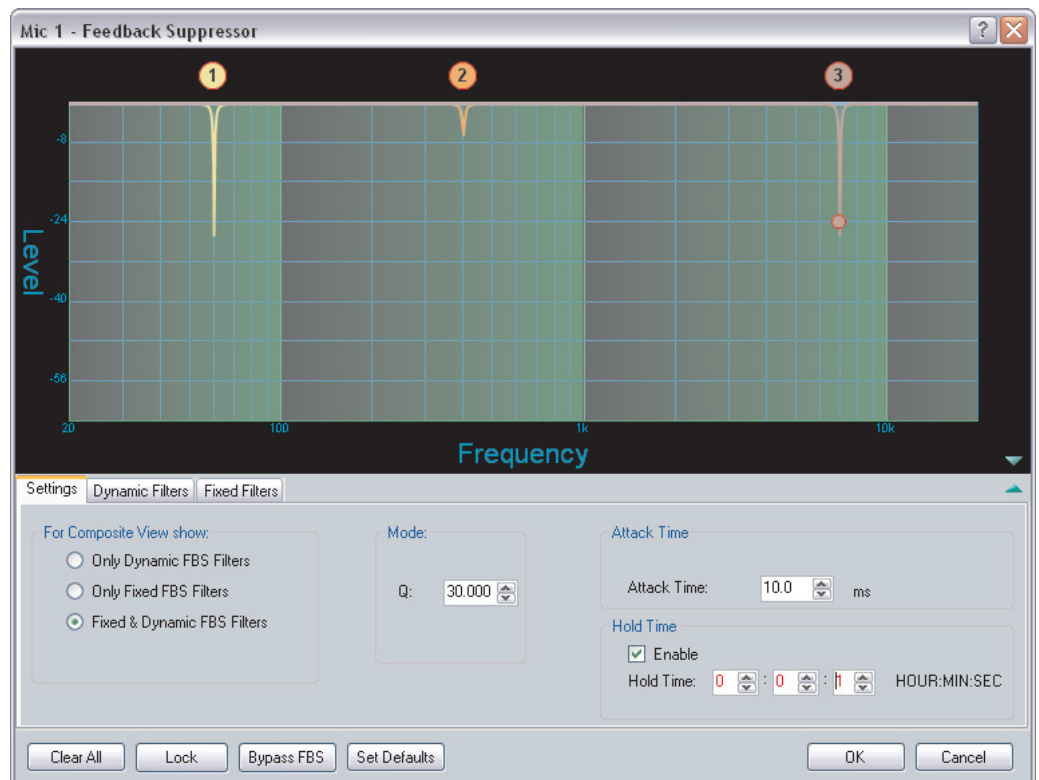 Mic 1 - Feedback Suppressor
?
1
2
3
-8
-24
-40
-56
Level
20
100
1k
10k
Frequency
Settings
Dynamic Filters
Fixed Filters
For Composite View show:
Only Dynamic FBS Filters
Only Fixed FBS Filters
Fixed & Dynamic FBS Filters
Mode:
Q: 30.000
Attack Time
Attack Time: 10.0 ms
Hold Time
Enable
Hold Time: 0 : 0 : 1 HOUR:MIN:SEC
Clear All
Lock
Bypass FBS
Set Defaults
OK
Cancel